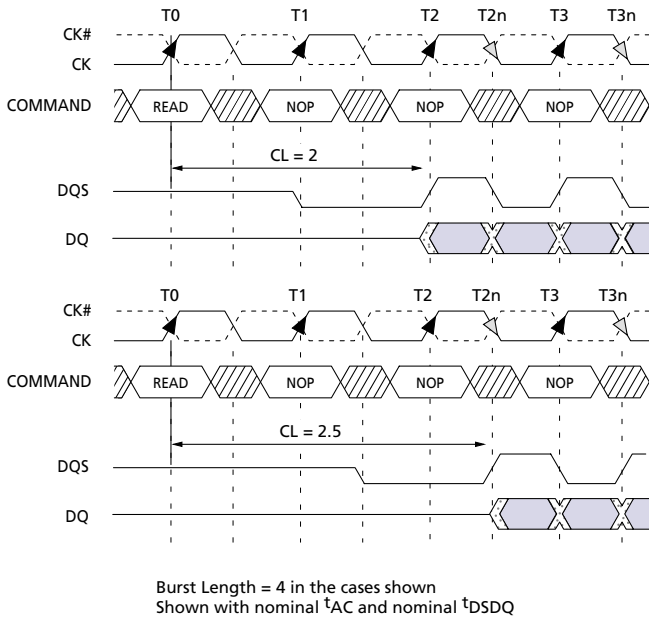 T0 T1 T2 T2n T3 T3n
CK#
CK
COMMAND READ NOP NOP NOP
CL = 2
DQS
DQ
T0 T1 T2 T2n T3 T3n
CK#
CK
COMMAND READ NOP NOP NOP
CL = 2.5
DQS
DQ
Burst Length = 4 in the cases shown
Shown with nominal tAC and nominal tDSDQ